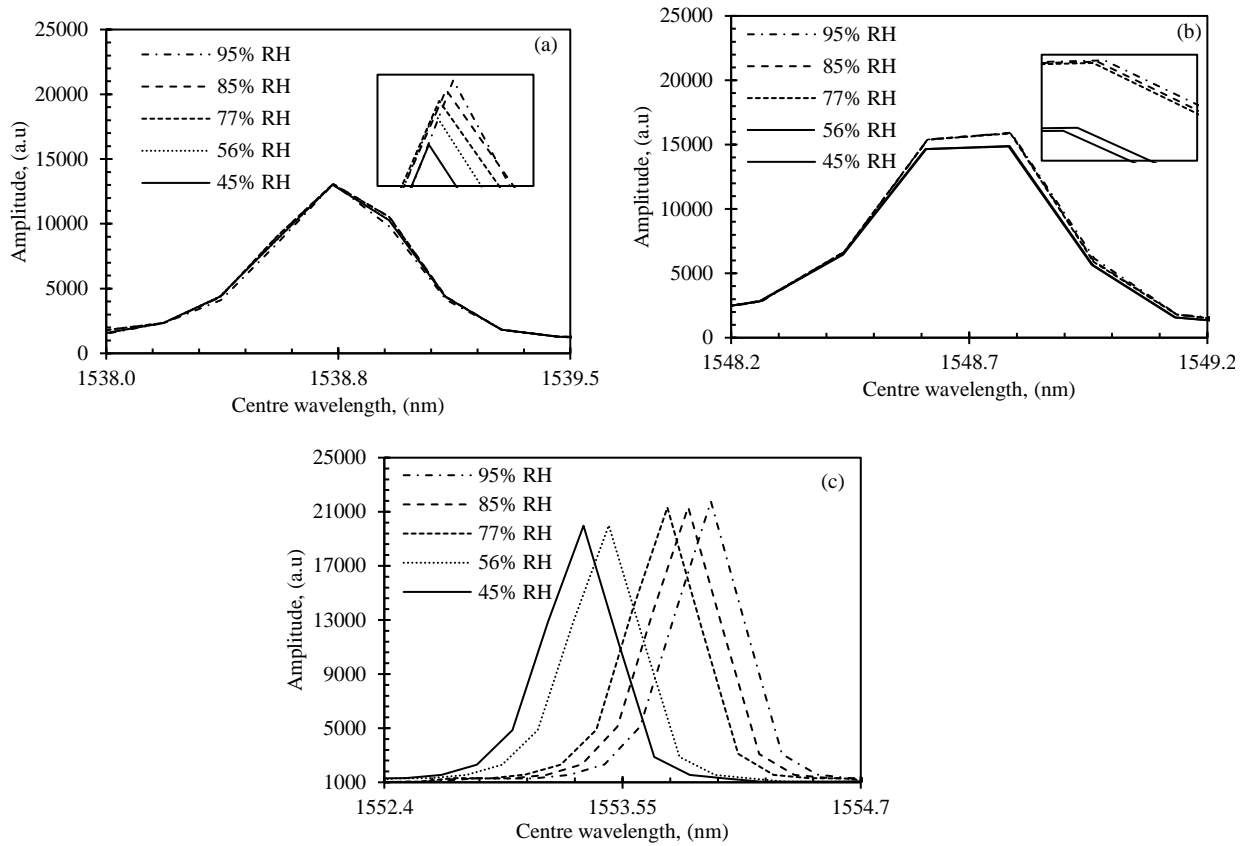 (a)
25000
20000
15000
10000
5000
0
Amplitude, (a.u)
95% RH
85% RH
77% RH
56% RH
45% RH
1538.0
1538.8
1539.5
Centre wavelength, (nm)
(b)
25000
20000
15000
10000
5000
0
Amplitude, (a.u)
95% RH
85% RH
77% RH
56% RH
45% RH
1548.2
1548.7
1549.2
Centre wavelength, (nm)
(c)
25000
21000
17000
13000
9000
5000
1000
Amplitude, (a.u)
95% RH
85% RH
77% RH
56% RH
45% RH
1552.4
1553.55
1554.7
Centre wavelength, (nm)